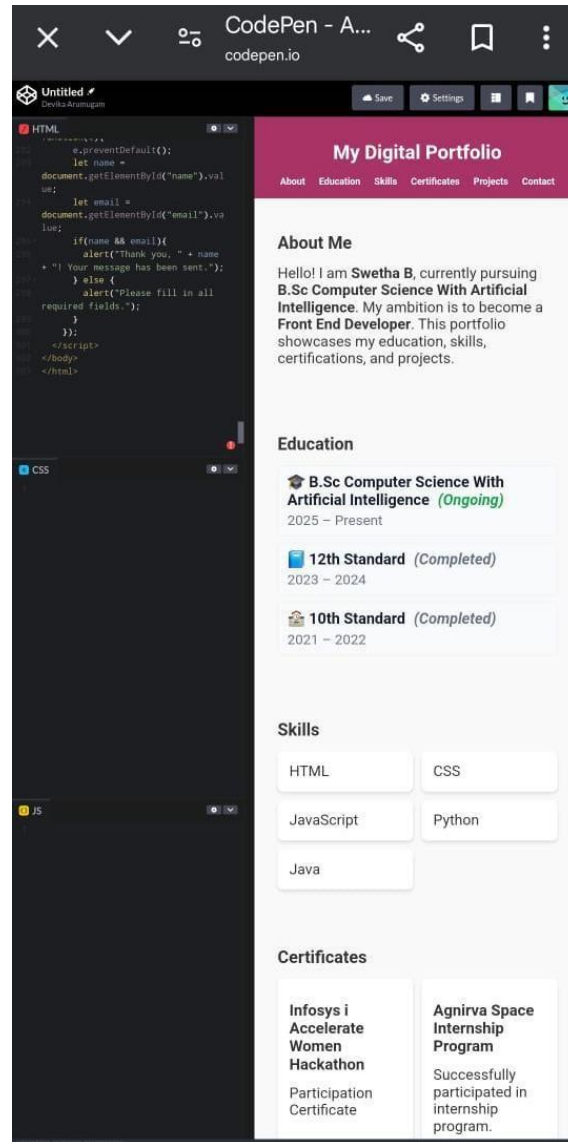 CodePen - A...
codepen.io
Untitled
Devika Arumugam
Save
Settings
HTML
e.preventDefault();
let name =
document.getElementById("name").val
ue;
let email =
document.getElementById("email").va
lue;
if(name && email){
alert("Thank you, " + name
+ "! Your message has been sent.");
} else {
alert("Please fill in all
required fields.");
}
});
</script>
</body>
</html>
CSS
JS
My Digital Portfolio
About Education Skills Certificates Projects Contact
About Me
Hello! I am Swetha B, currently pursuing
B.Sc Computer Science With Artificial
Intelligence. My ambition is to become a
Front End Developer. This portfolio
showcases my education, skills,
certifications, and projects.
Education
B.Sc Computer Science With
Artificial Intelligence (Ongoing)
2025 – Present
12th Standard (Completed)
2023 – 2024
10th Standard (Completed)
2021 – 2022
Skills
HTML
CSS
JavaScript
Python
Java
Certificates
Infosys i
Accelerate
Women
Hackathon
Participation
Certificate
Agnirva Space
Internship
Program
Successfully
participated in
internship
program.